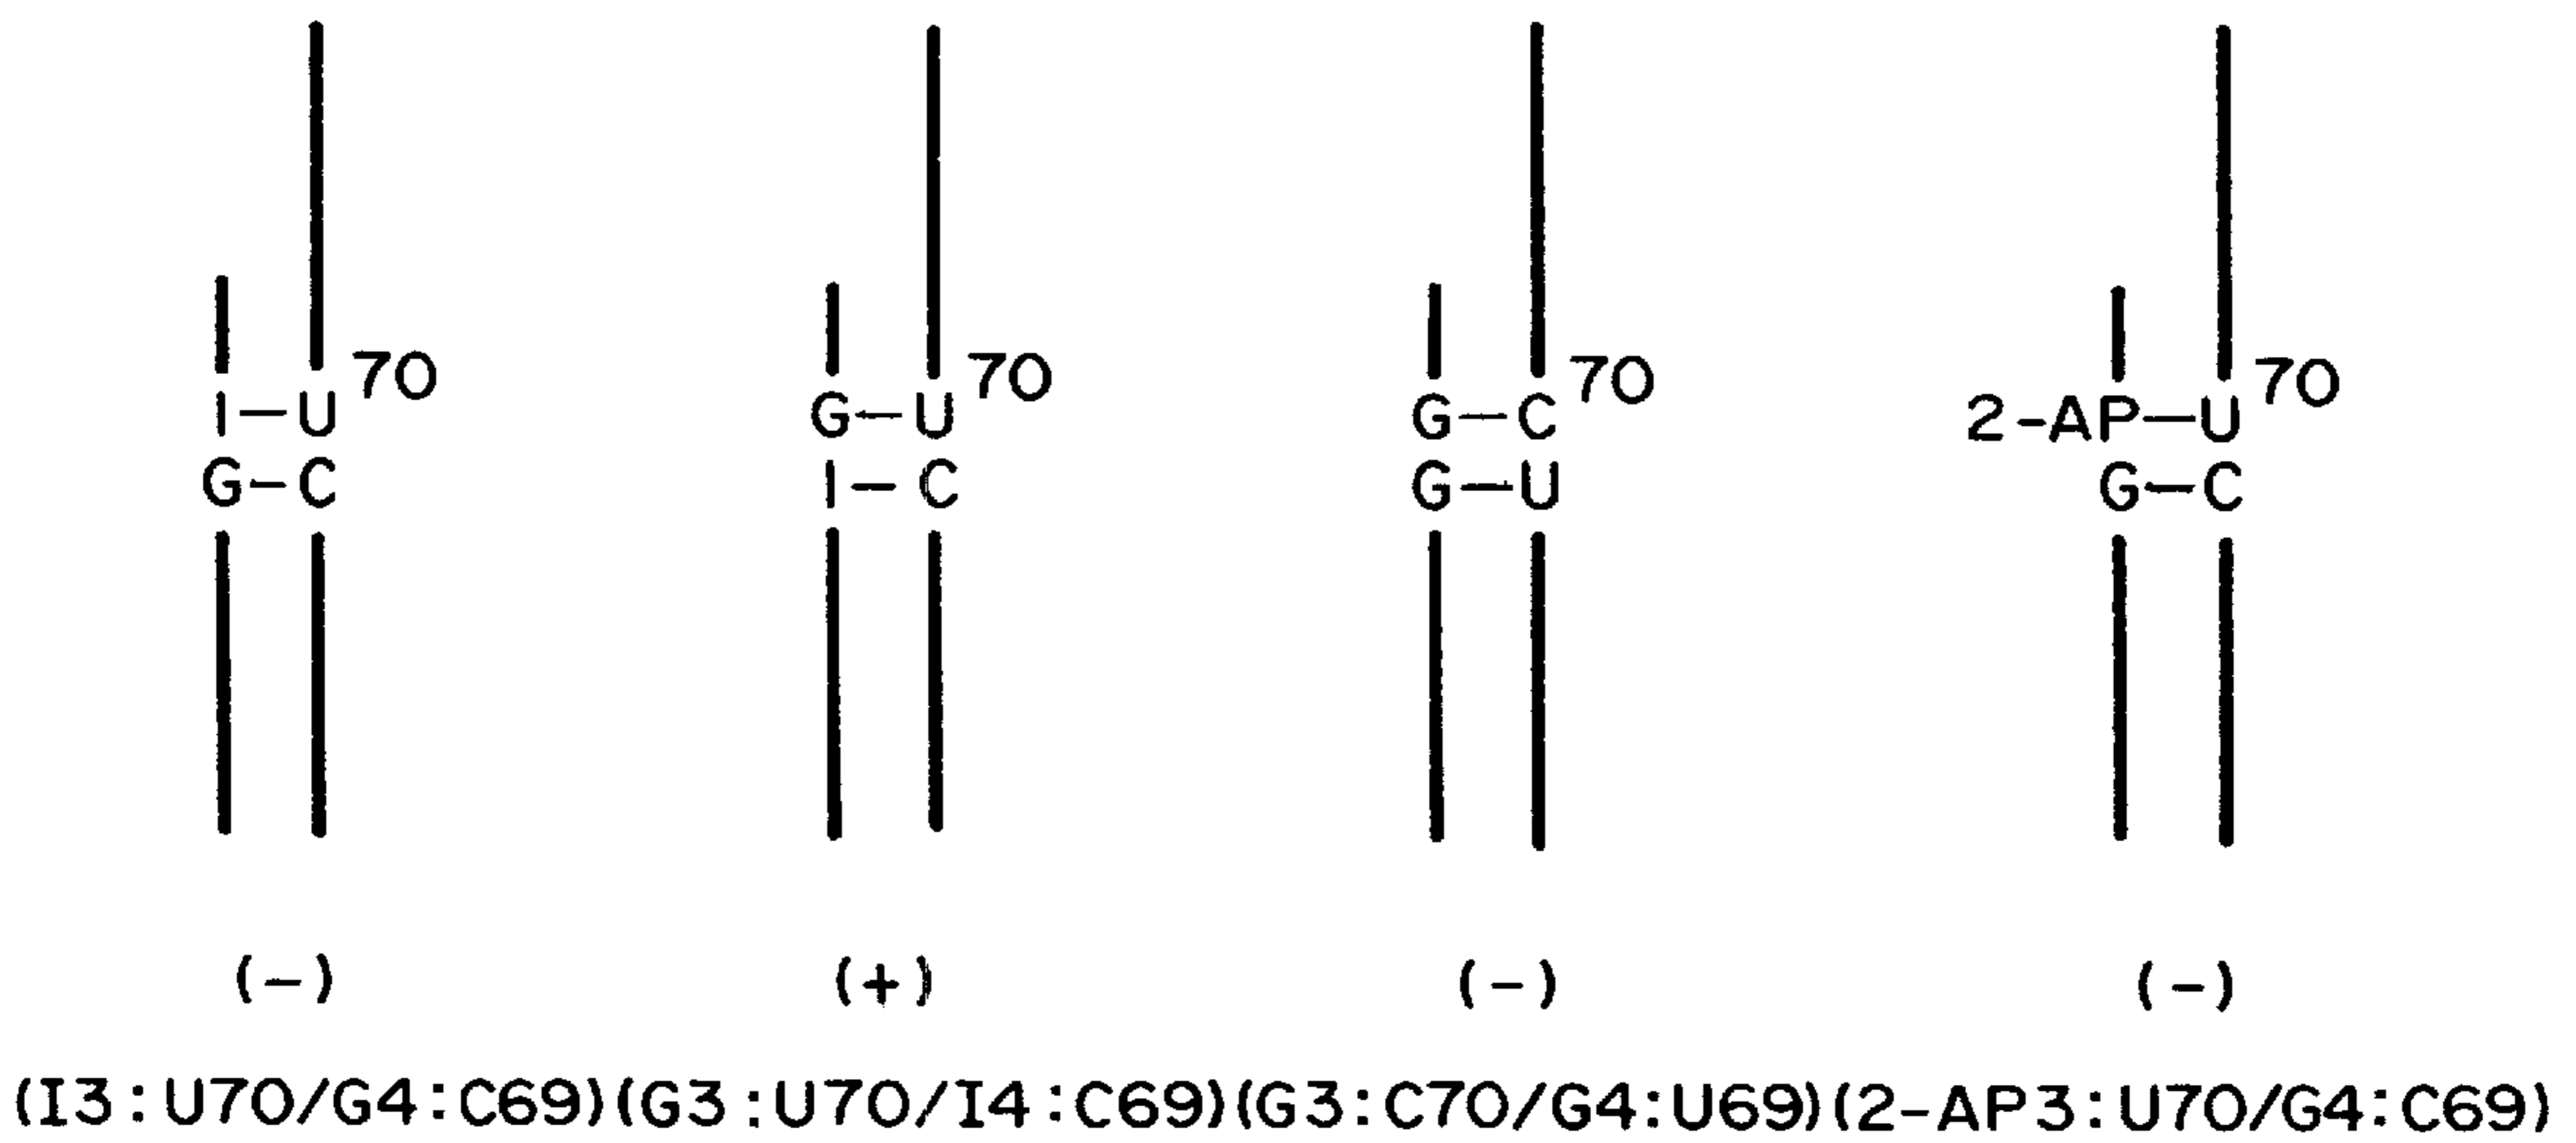 70 70 70 70
I—U G—U G—C 2-AP—U
G—C I—C G—U G—C
(-) (+) (-) (-)
(I3:U70/G4:C69)(G3:U70/I4:C69)(G3:C70/G4:U69)(2-AP3:U70/G4:C69)